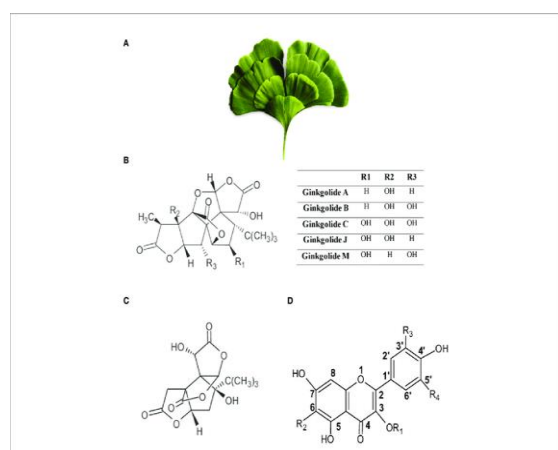 A
B
H
O
O
O
OH
R2
H3C
O
O
C(CH3)3
O
O
H
R3
R1
R1 R2 R3
Ginkgolide A H OH H
Ginkgolide B H OH OH
Ginkgolide C OH OH OH
Ginkgolide J OH OH H
Ginkgolide M OH H OH
C
O
HO
O
C(CH3)3
O
O
OH
O
O
H
D
R3
3'
2'
4'
OH
1'
5'
6'
R4
HO
8
O
1
7
2
6
3
R2
5
4
OR1
HO
O